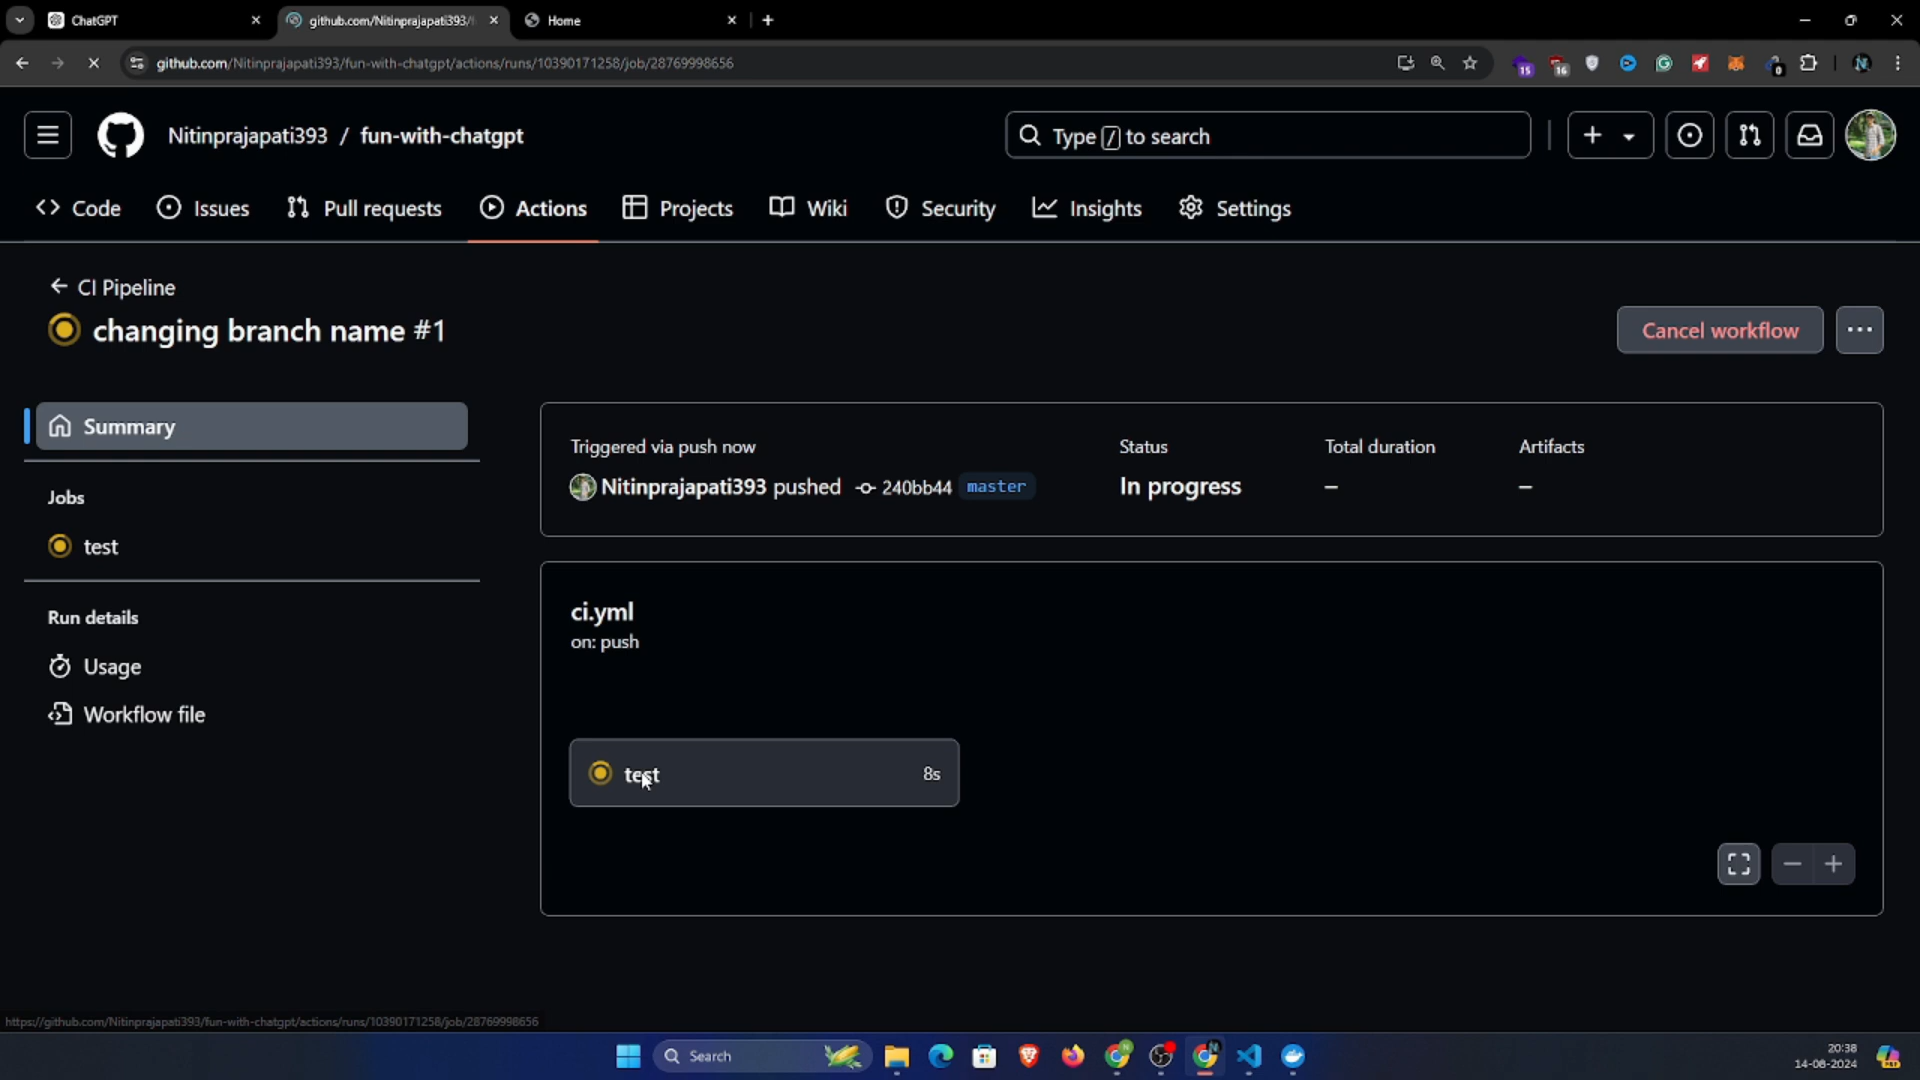 ChatGPT
github.com/Nitinprajapati393/
Home
github.com/Nitinprajapati393/fun-with-chatgpt/actions/runs/10390171258/job/28769998656
15
16
0
N
Nitinprajapati393 / fun-with-chatgpt
Type / to search
Code
Issues
Pull requests
Actions
Projects
Wiki
Security
Insights
Settings
CI Pipeline
changing branch name #1
Cancel workflow
Summary
Jobs
test
Run details
Usage
Workflow file
Triggered via push now
Nitinprajapati393 pushed 240bb44 master
Status
In progress
Total duration
–
Artifacts
–
ci.yml
on: push
test
8s
https://github.com/Nitinprajapati393/fun-with-chatgpt/actions/runs/10390171258/job/28769998656
Search
20:38
14-08-2024